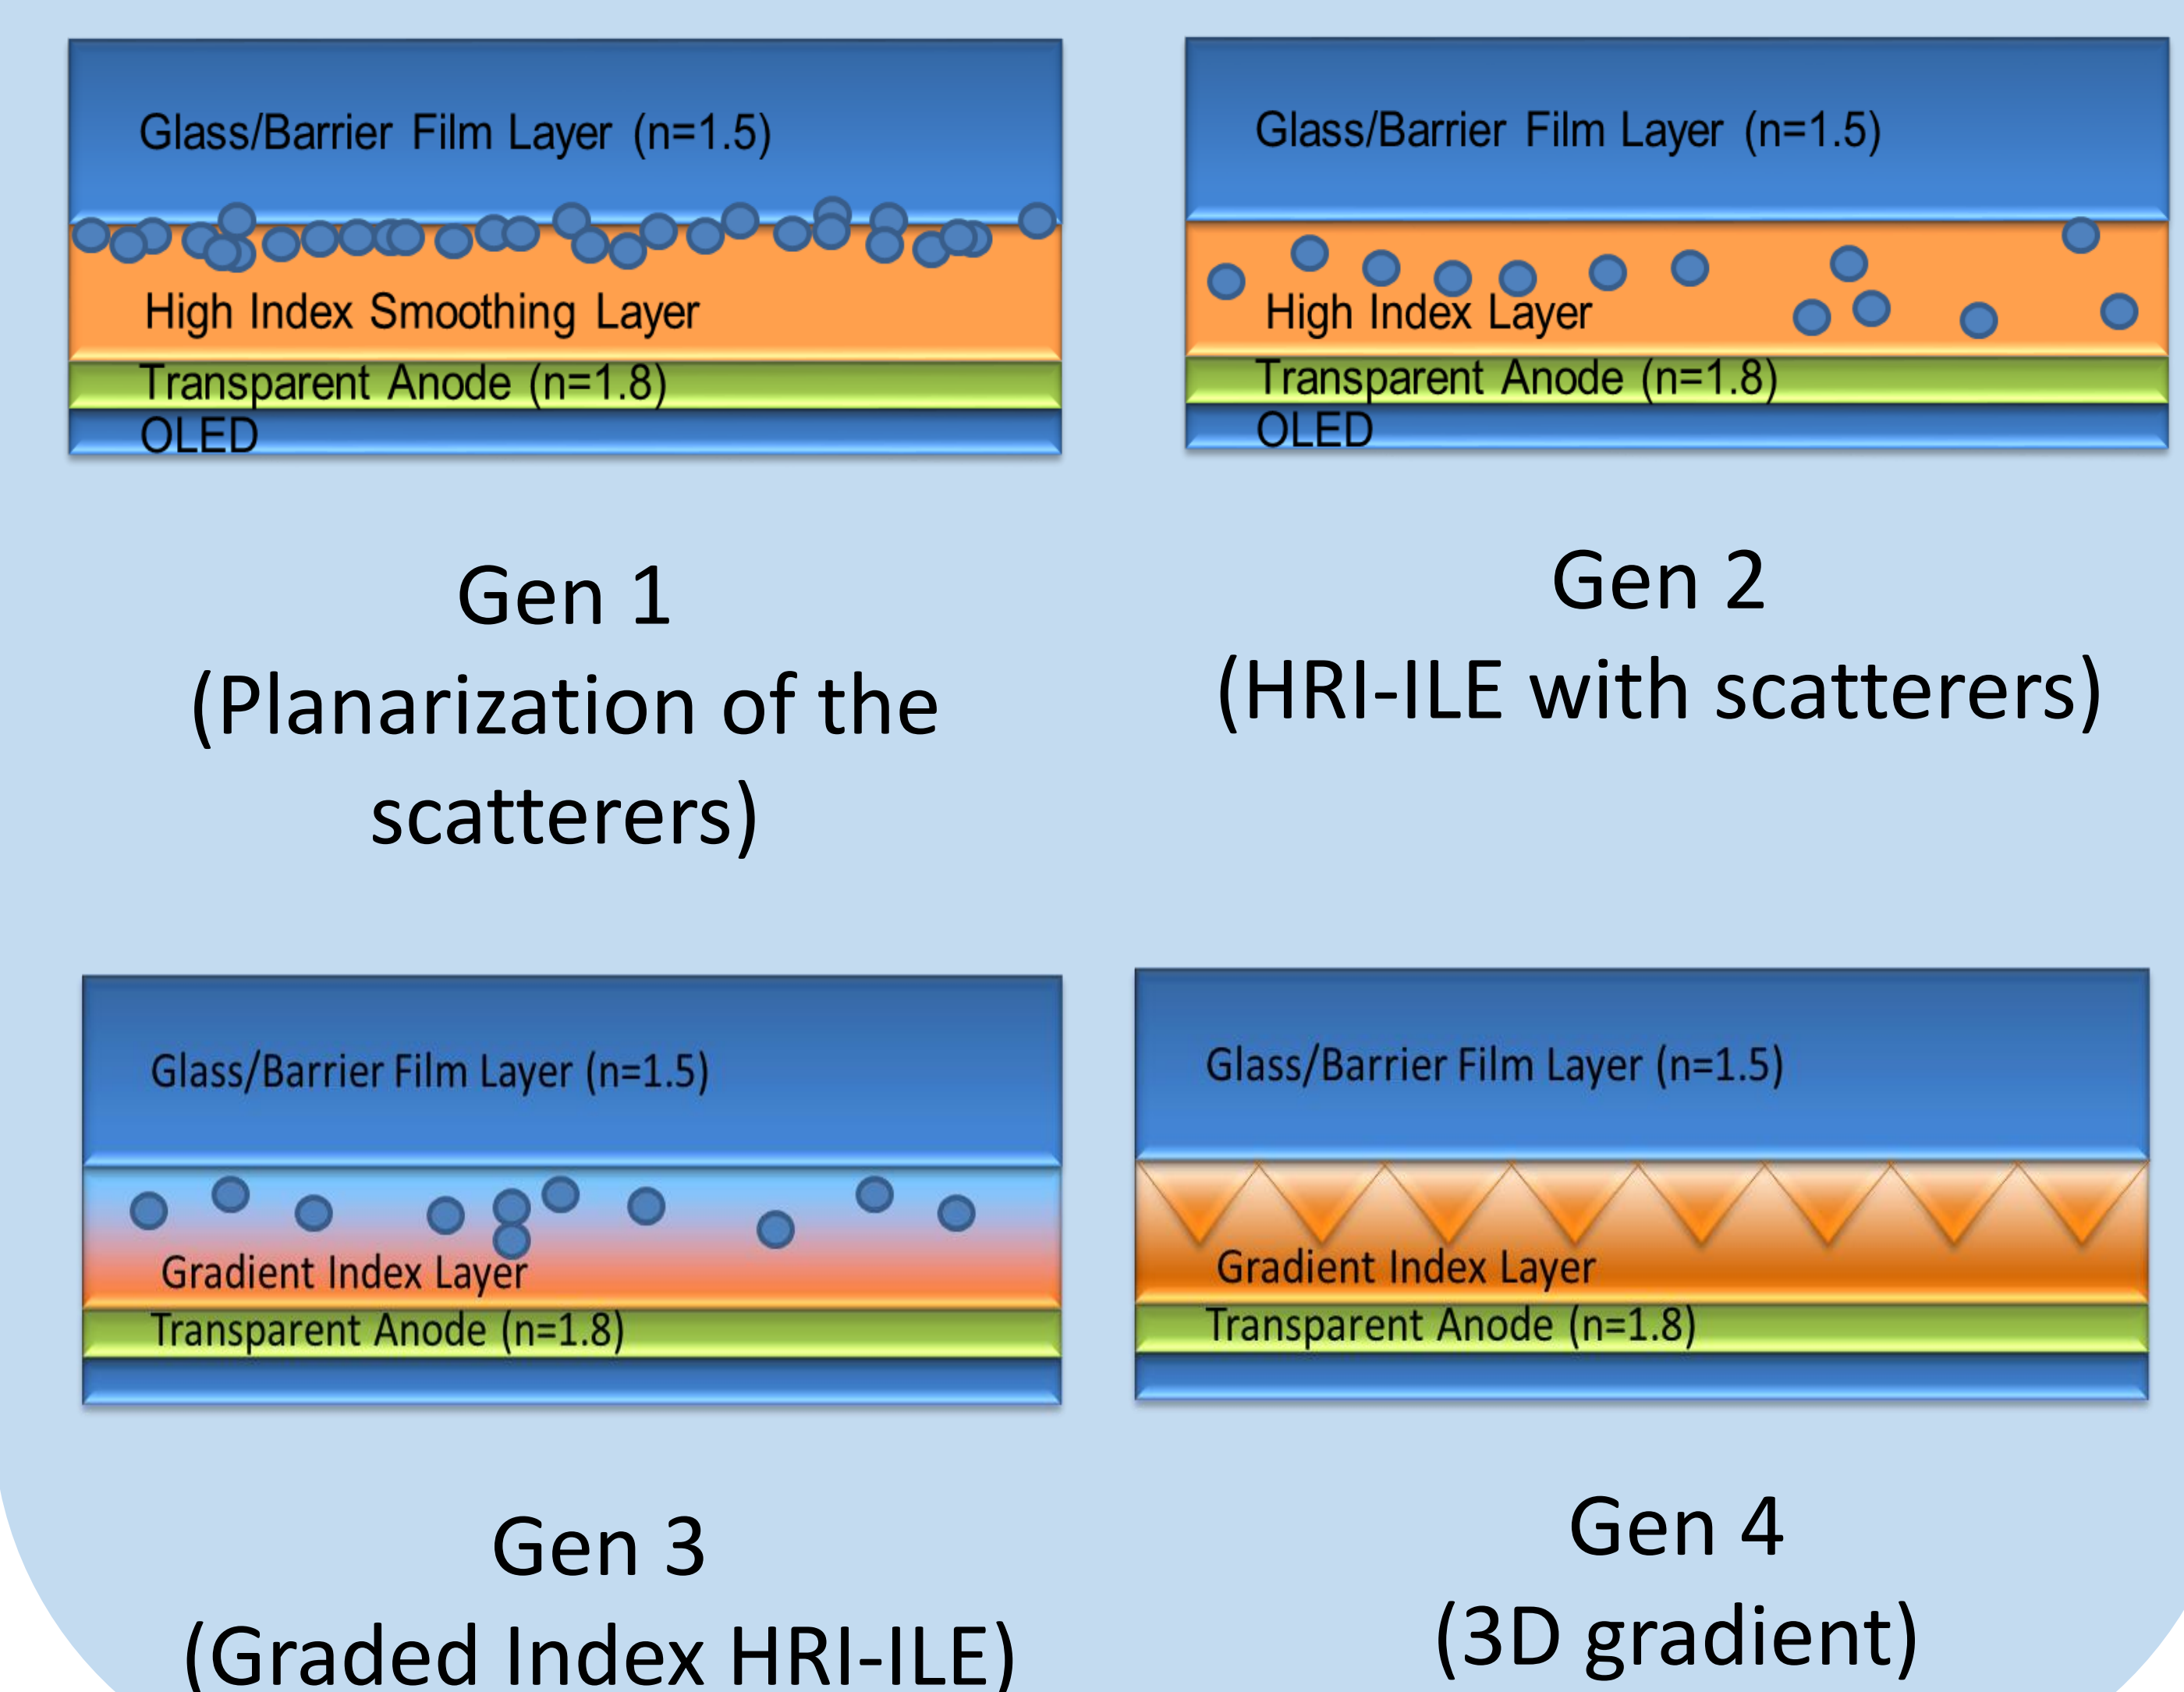 Glass/Barrier Film Layer (n=1.5)
High Index Smoothing Layer
Transparent Anode (n=1.8)
OLED
Gen 1
(Planarization of the
scatterers)
Glass/Barrier Film Layer (n=1.5)
High Index Layer
Transparent Anode (n=1.8)
OLED
Gen 2
(HRI-ILE with scatterers)
Glass/Barrier Film Layer (n=1.5)
Gradient Index Layer
Transparent Anode (n=1.8)
Gen 3
(Graded Index HRI-ILE)
Glass/Barrier Film Layer (n=1.5)
Gradient Index Layer
Transparent Anode (n=1.8)
Gen 4
(3D gradient)